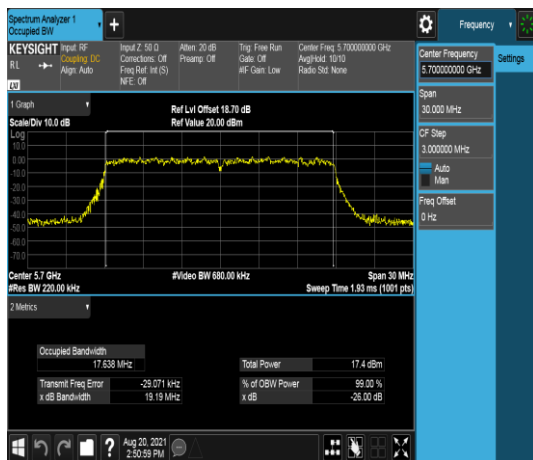 Spectrum Analyzer 1
Occupied BW
+
Frequency
KEYSIGHT
RL
Input: RF
Coupling: DC
Align: Auto
Input Z: 50 Ω
Corrections: Off
Freq Ref: Int (S)
NFE: Off
Atten: 20 dB
Preamp: Off
Trig: Free Run
Gate: Off
#IF Gain: Low
Center Freq: 5.700000000 GHz
Avg|Hold: 10/10
Radio Std: None
Center Frequency
5.700000000 GHz
Settings
Span
30.000 MHz
CF Step
3.000000 MHz
Auto
Man
Freq Offset
0 Hz
1 Graph
Scale/Div 10.0 dB
Ref Lvl Offset 18.70 dB
Ref Value 20.00 dBm
Log
10.0
0.00
-10.0
-20.0
-30.0
-40.0
-50.0
-60.0
-70.0
Center 5.7 GHz
#Res BW 220.00 kHz
#Video BW 680.00 kHz
Span 30 MHz
Sweep Time 1.93 ms (1001 pts)
2 Metrics
Occupied Bandwidth
17.638 MHz
Total Power
17.4 dBm
Transmit Freq Error
-29.071 kHz
% of OBW Power
99.00 %
x dB Bandwidth
19.19 MHz
x dB
-26.00 dB
?
Aug 20, 2021
2:50:59 PM